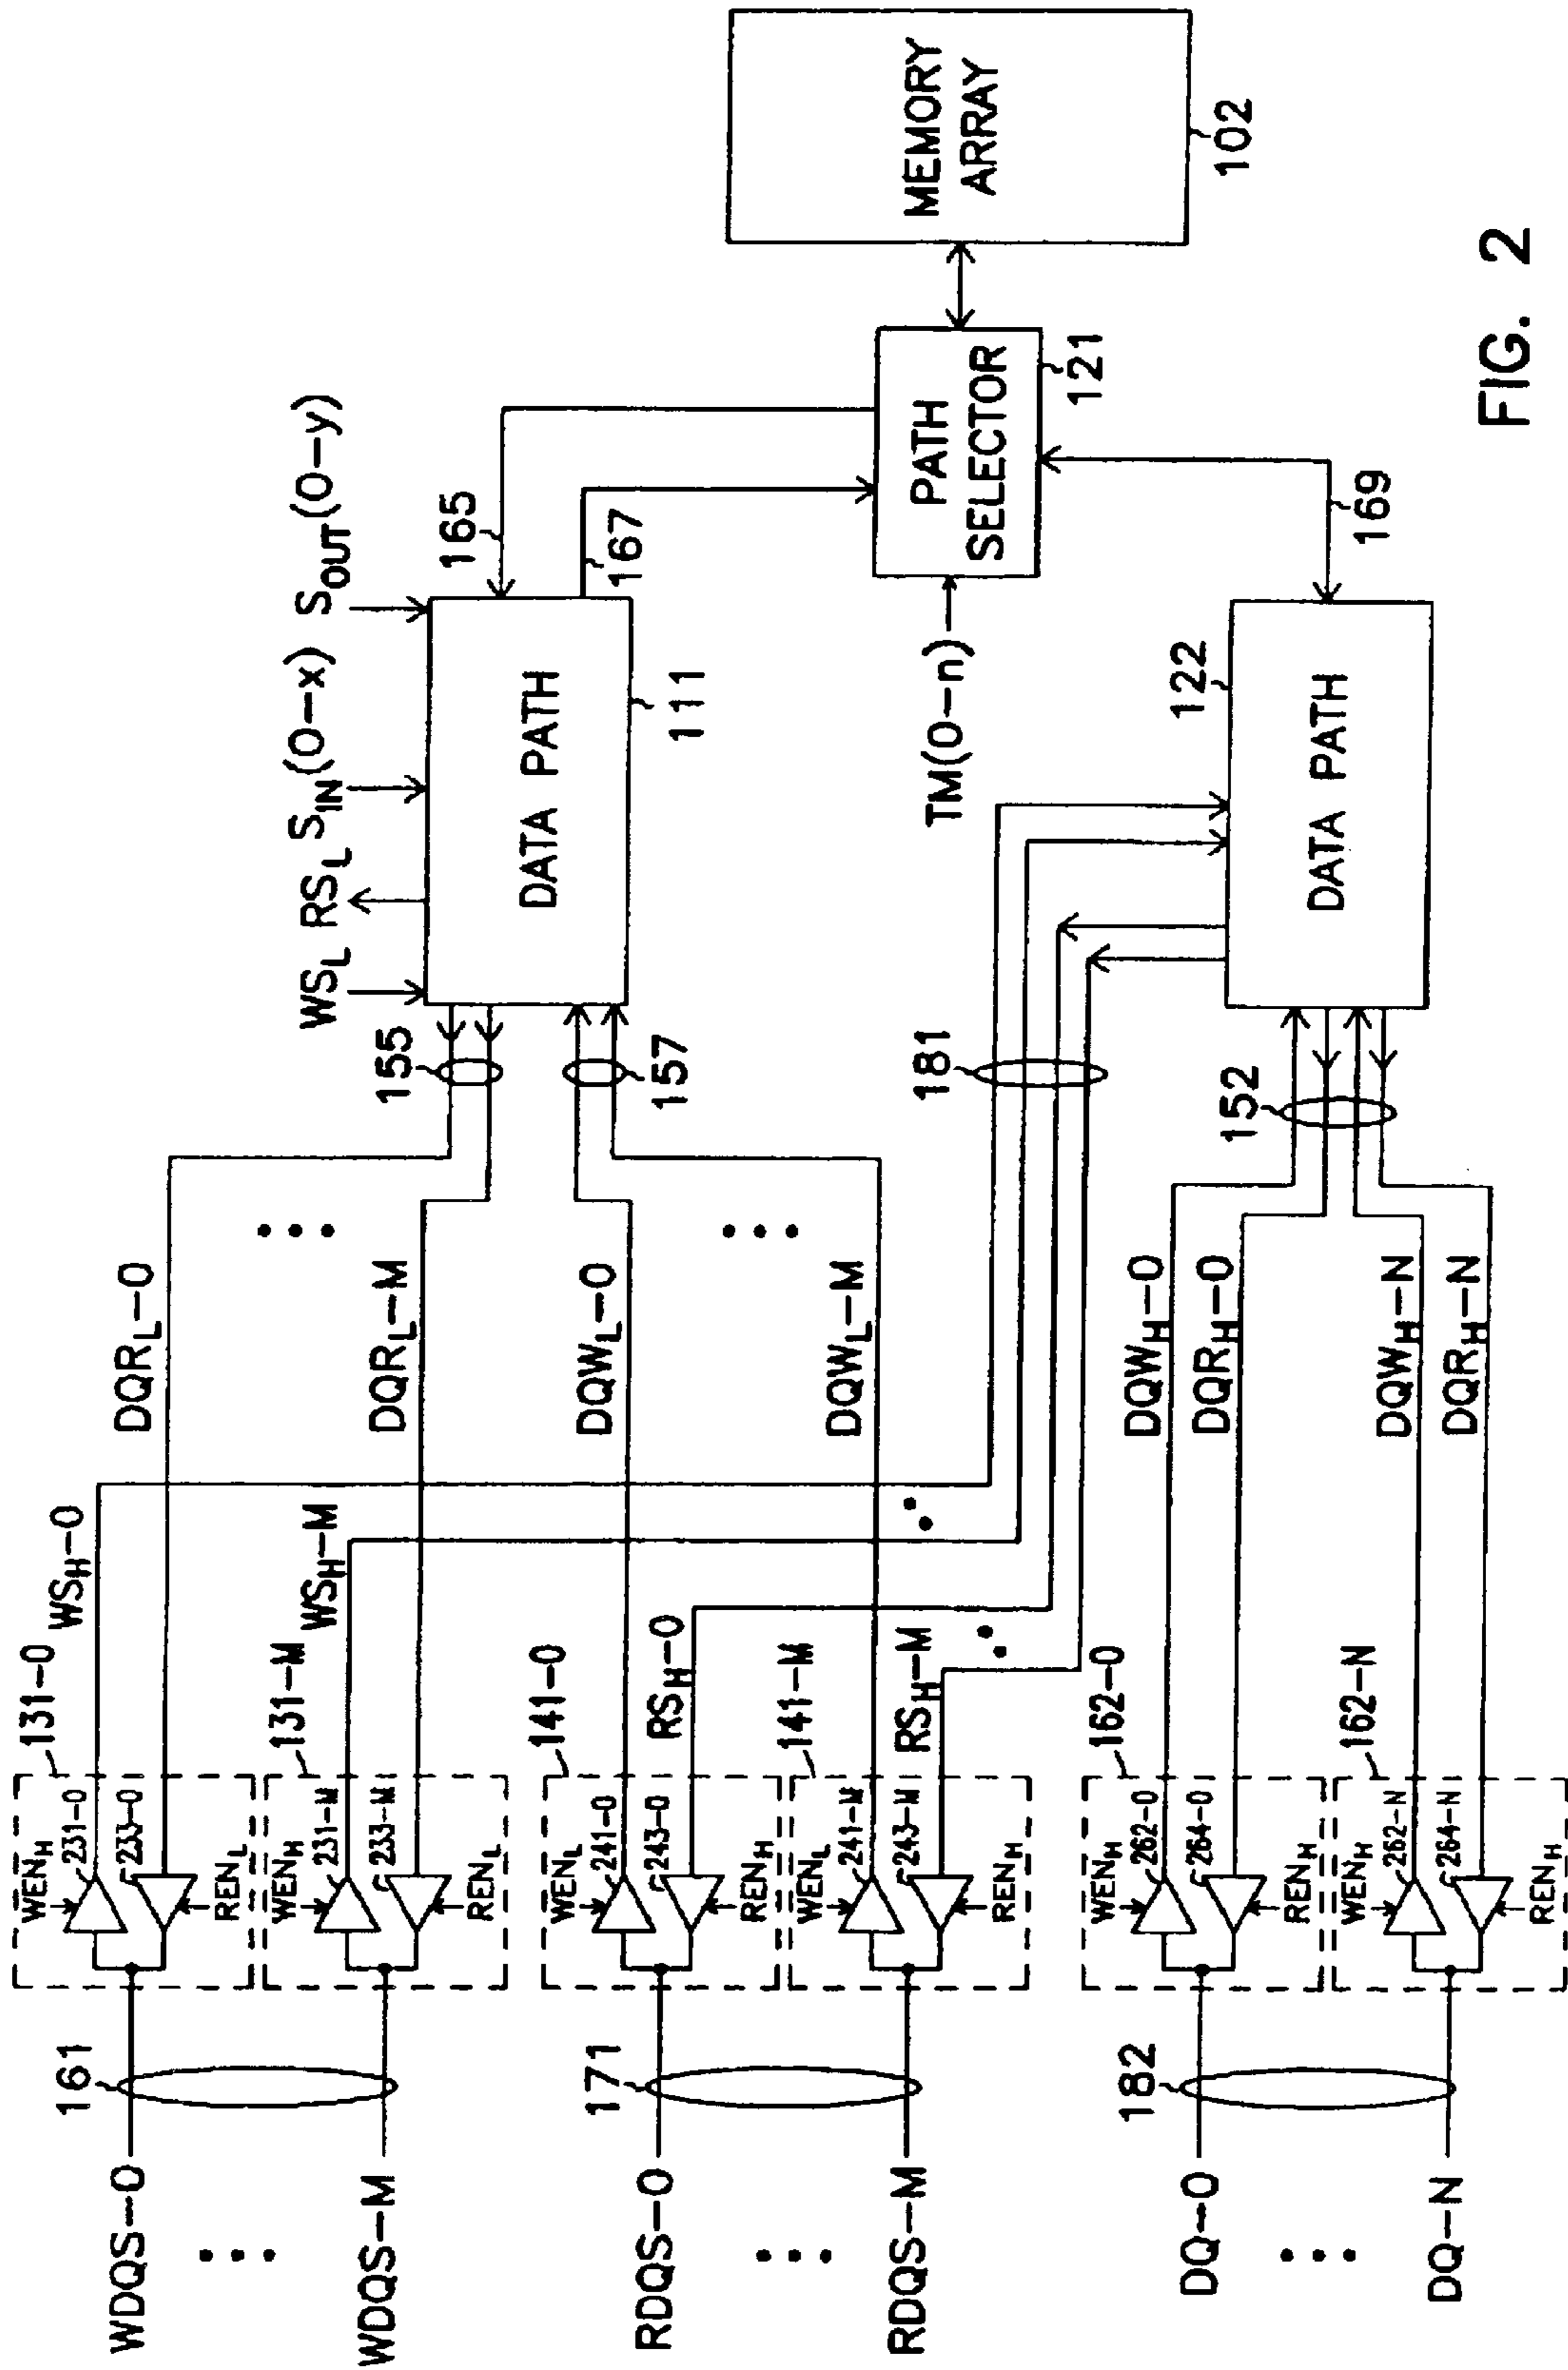 WDQS-0
WDQS-M
RDQS-0
RDQS-M
DQ-0
DQ-N
161
171
182
131-0
WEN_H
231-0
233-0
REN_L
131-M
WEN_H
231-M
233-M
REN_L
141-0
WEN_L
241-0
243-0
REN_H
141-M
WEN_L
241-M
243-M
REN_H
162-0
WEN_H
262-0
264-0
REN_H
162-N
WEN_H
262-N
264-N
REN_H
WS_H-0
WS_H-M
RS_H-0
RS_H-M
DQR_L-0
DQR_L-M
DQW_L-0
DQW_L-M
DQW_H-0
DQR_H-0
DQW_H-N
DQR_H-N
155
157
181
152
WS_L RS_L S_IN(0-x) S_OUT(0-y)
DATA PATH
111
165
167
TM(0-n)
PATH
SELECTOR
121
DATA PATH
122
169
MEMORY
ARRAY
102
FIG. 2